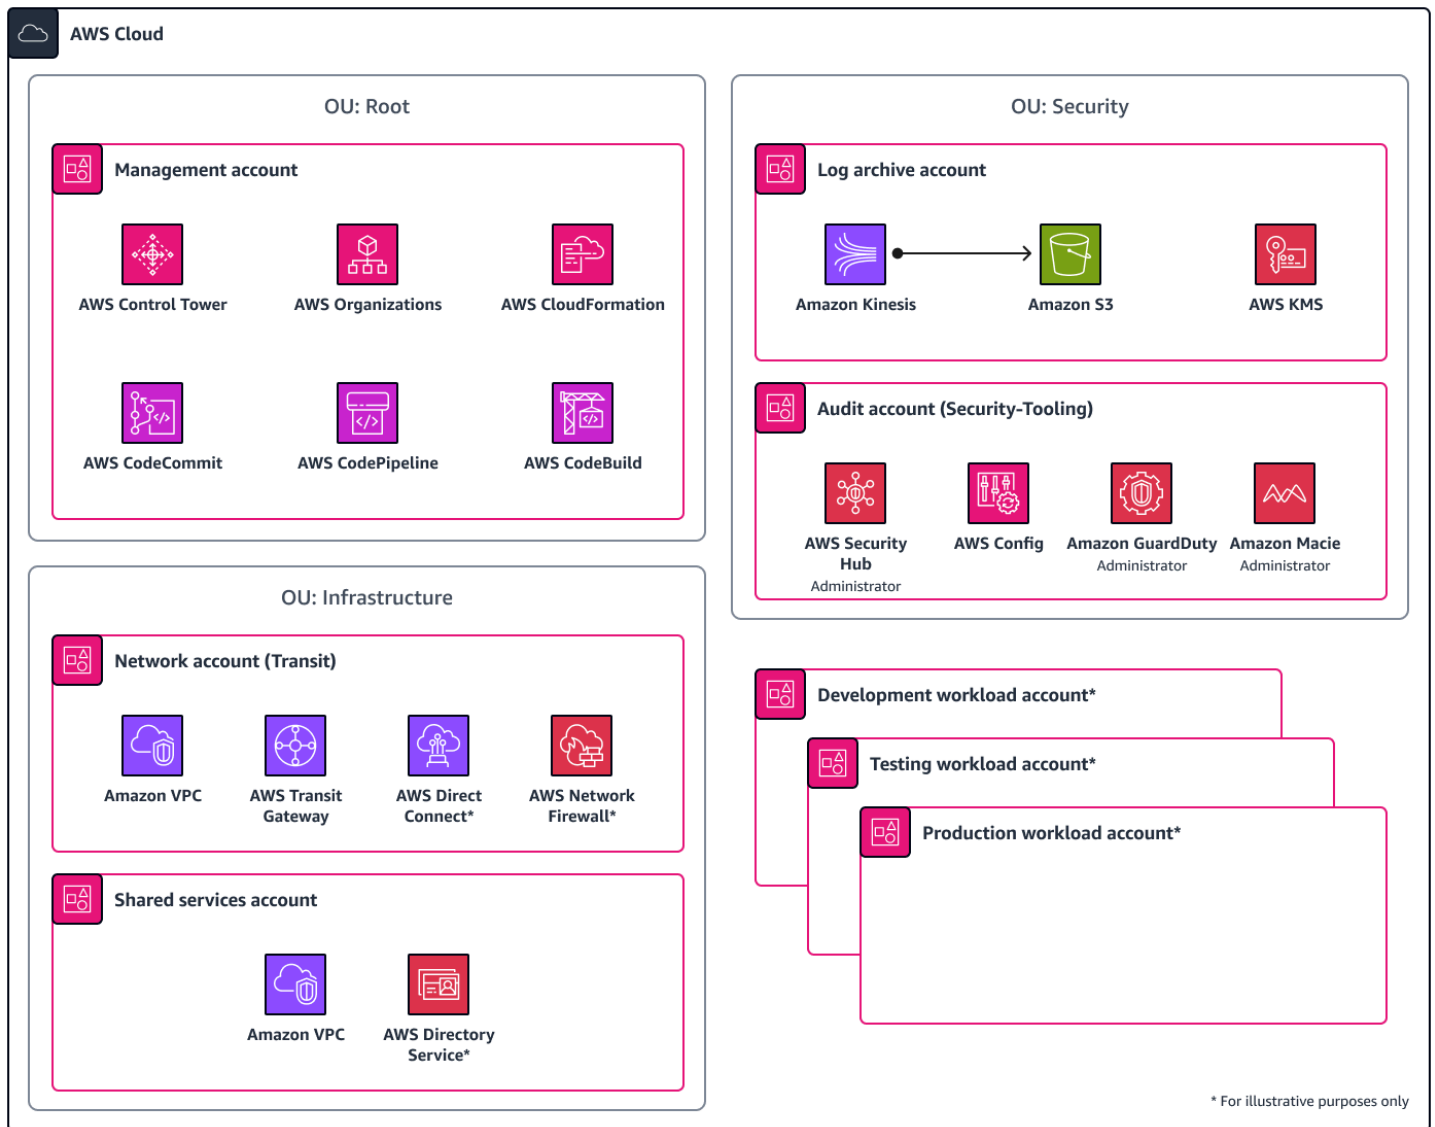 AWS Cloud
OU: Root
Management account
AWS Control Tower
AWS Organizations
AWS CloudFormation
AWS CodeCommit
AWS CodePipeline
AWS CodeBuild
OU: Security
Log archive account
Amazon Kinesis
Amazon S3
AWS KMS
Audit account (Security-Tooling)
AWS Security
Hub
Administrator
AWS Config
Amazon GuardDuty
Administrator
Amazon Macie
Administrator
OU: Infrastructure
Network account (Transit)
Amazon VPC
AWS Transit
Gateway
AWS Direct
Connect*
AWS Network
Firewall*
Shared services account
Amazon VPC
AWS Directory
Service*
Development workload account*
Testing workload account*
Production workload account*
* For illustrative purposes only